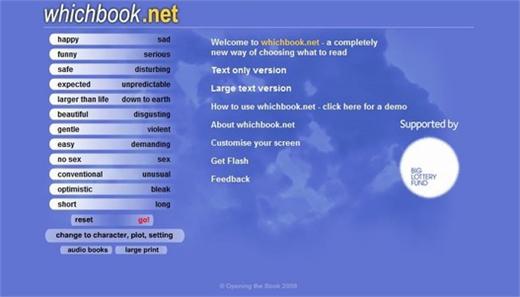 whichbook.net
happy sad
funny serious
safe disturbing
expected unpredictable
larger than life down to earth
beautiful disgusting
gentle violent
easy demanding
no sex sex
conventional unusual
optimistic bleak
short long
reset go!
change to character, plot, setting
audio books large print
Welcome to whichbook.net - a completely
new way of choosing what to read
Text only version
Large text version
How to use whichbook.net - click here for a demo
About whichbook.net
Customise your screen
Get Flash
Feedback
Supported by
BIG
LOTTERY
FUND
© Opening the Book 2009